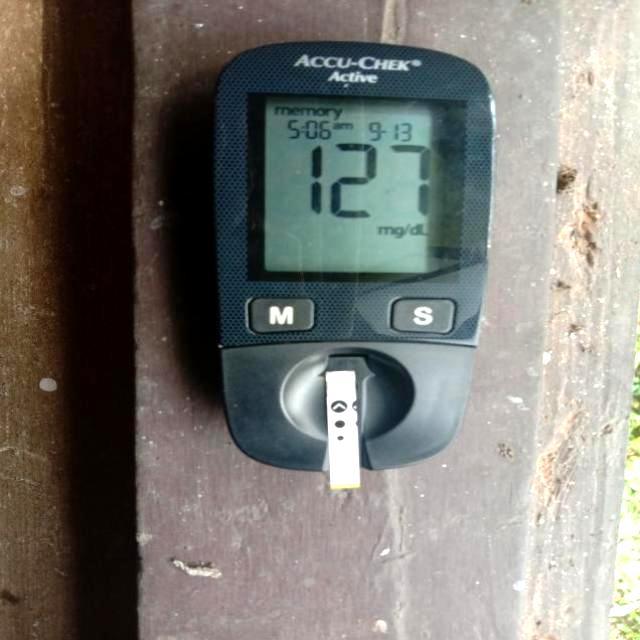 ACCU-CHEK®
Active
memory
5:06 am 9-13
127
mg/dL
M S